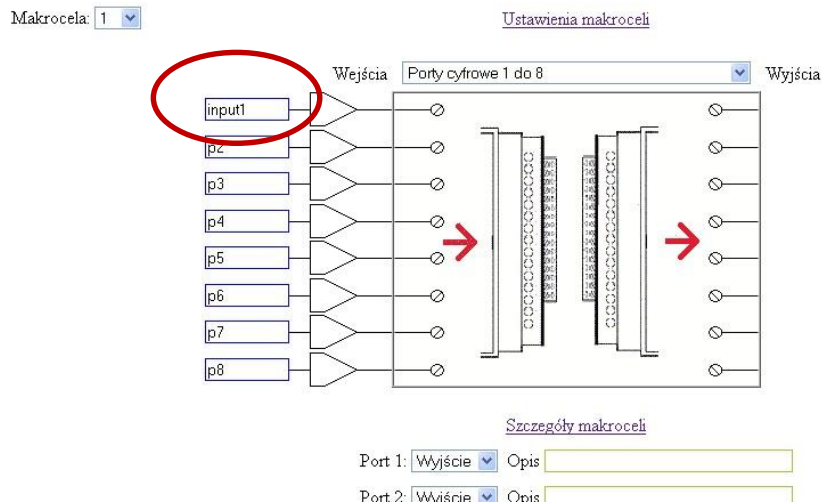 Makrocela: 1 Ustawienia makroceli
Wejścia Porty cyfrowe 1 do 8 Wyjścia
input1
p2
p3
p4
p5
p6
p7
p8
Szczegóły makroceli
Port 1: Wyjście Opis
Port 2: Wyjście Opis